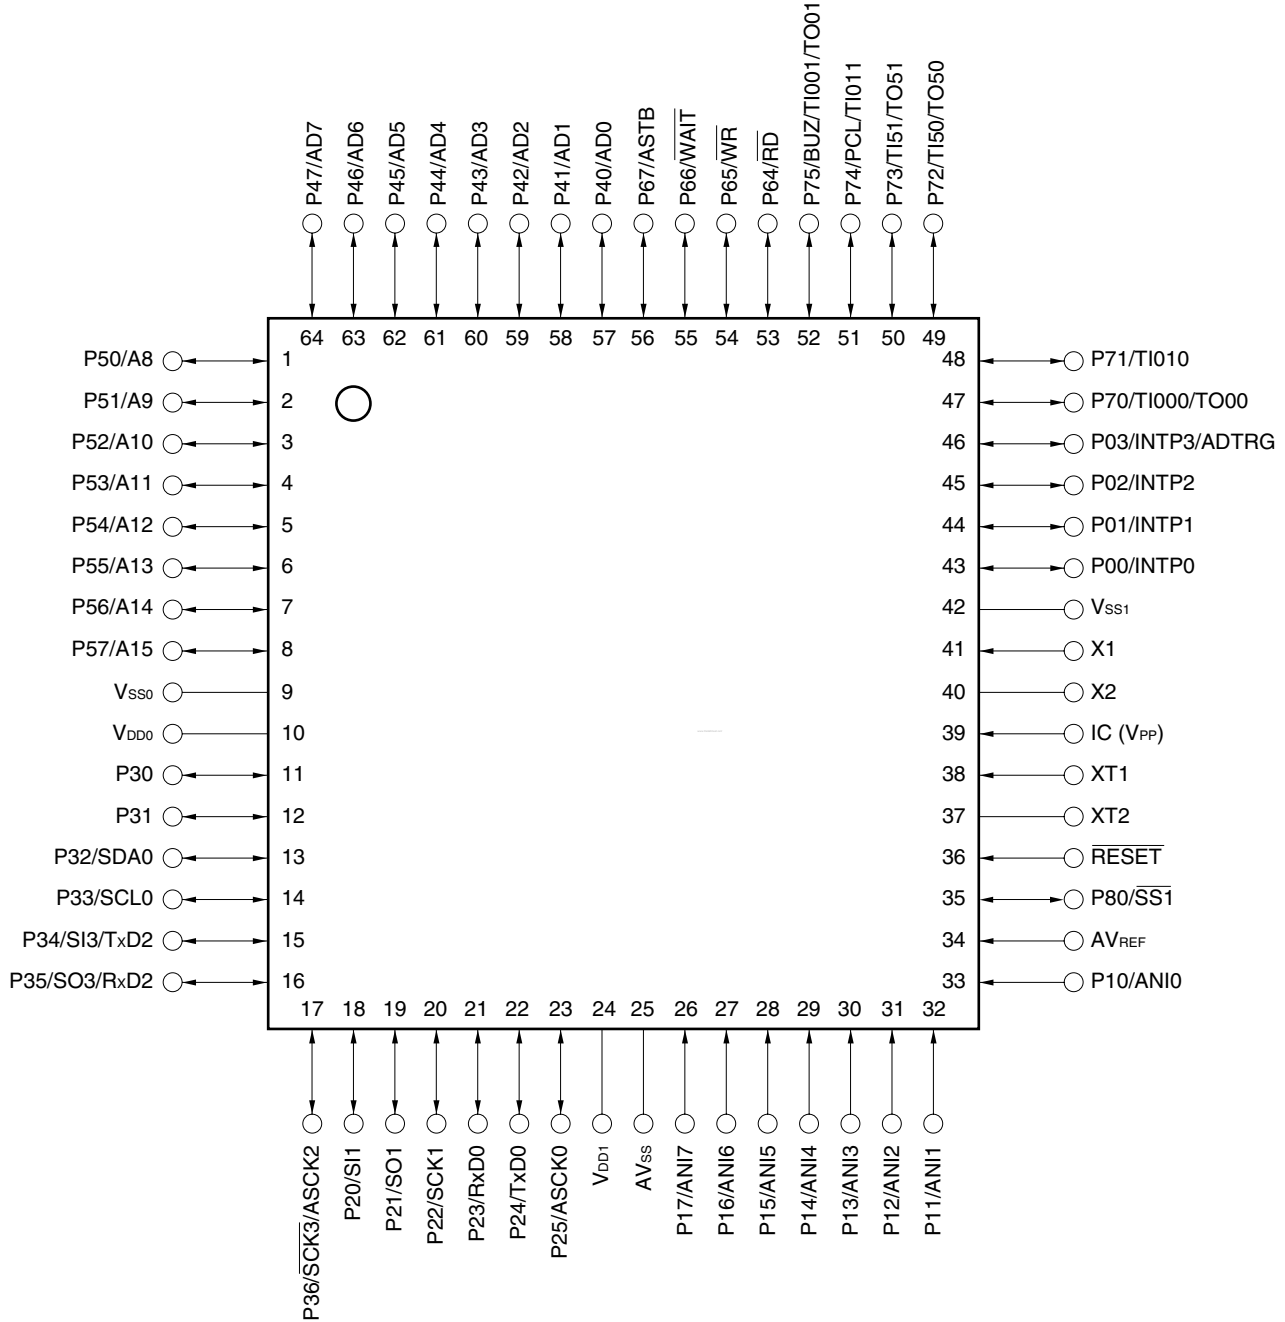 P47/AD7
P46/AD6
P45/AD5
P44/AD4
P43/AD3
P42/AD2
P41/AD1
P40/AD0
P67/ASTB
P66/WAIT
P65/WR
P64/RD
P75/BUZ/TI001/TO01
P74/PCL/TI011
P73/TI51/TO51
P72/TI50/TO50
64 63 62 61 60 59 58 57 56 55 54 53 52 51 50 49
P50/A8 1
P51/A9 2
P52/A10 3
P53/A11 4
P54/A12 5
P55/A13 6
P56/A14 7
P57/A15 8
VSS0 9
VDD0 10
P30 11
P31 12
P32/SDA0 13
P33/SCL0 14
P34/SI3/TxD2 15
P35/SO3/RxD2 16
48 P71/TI010
47 P70/TI000/TO00
46 P03/INTP3/ADTRG
45 P02/INTP2
44 P01/INTP1
43 P00/INTP0
42 VSS1
41 X1
40 X2
39 IC (VPP)
38 XT1
37 XT2
36 RESET
35 P80/SS1
34 AVREF
33 P10/ANI0
17 18 19 20 21 22 23 24 25 26 27 28 29 30 31 32
P36/SCK3/ASCK2
P20/SI1
P21/SO1
P22/SCK1
P23/RxD0
P24/TxD0
P25/ASCK0
VDD1
AVSS
P17/ANI7
P16/ANI6
P15/ANI5
P14/ANI4
P13/ANI3
P12/ANI2
P11/ANI1